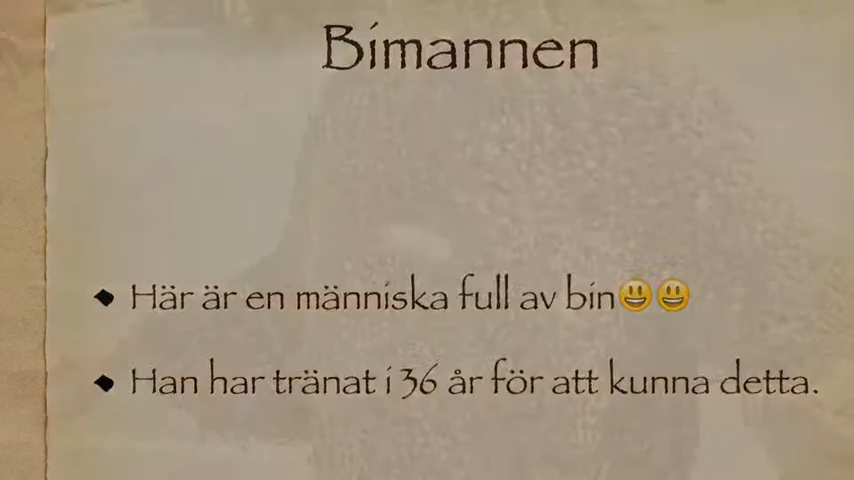 Bimannen
Här är en människa full av bin😃😃
Han har tränat i 36 år för att kunna detta.